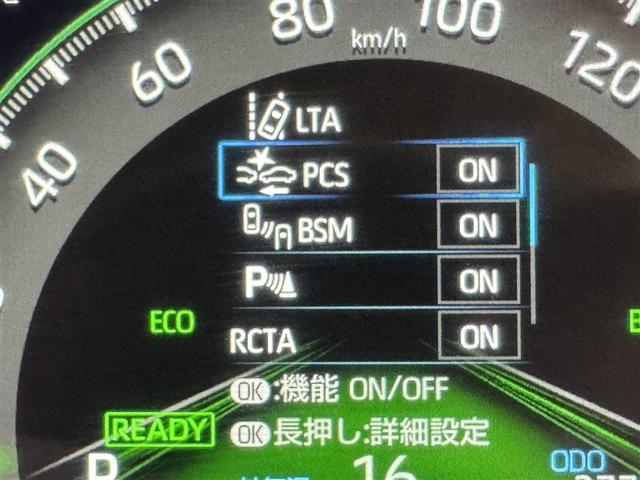 80
100
km/h
60
120
40
LTA
PCS ON
BSM ON
P ON
ECO
RCTA ON
OK:機能 ON/OFF
READY
OK長押し:詳細設定
P
16
ODO